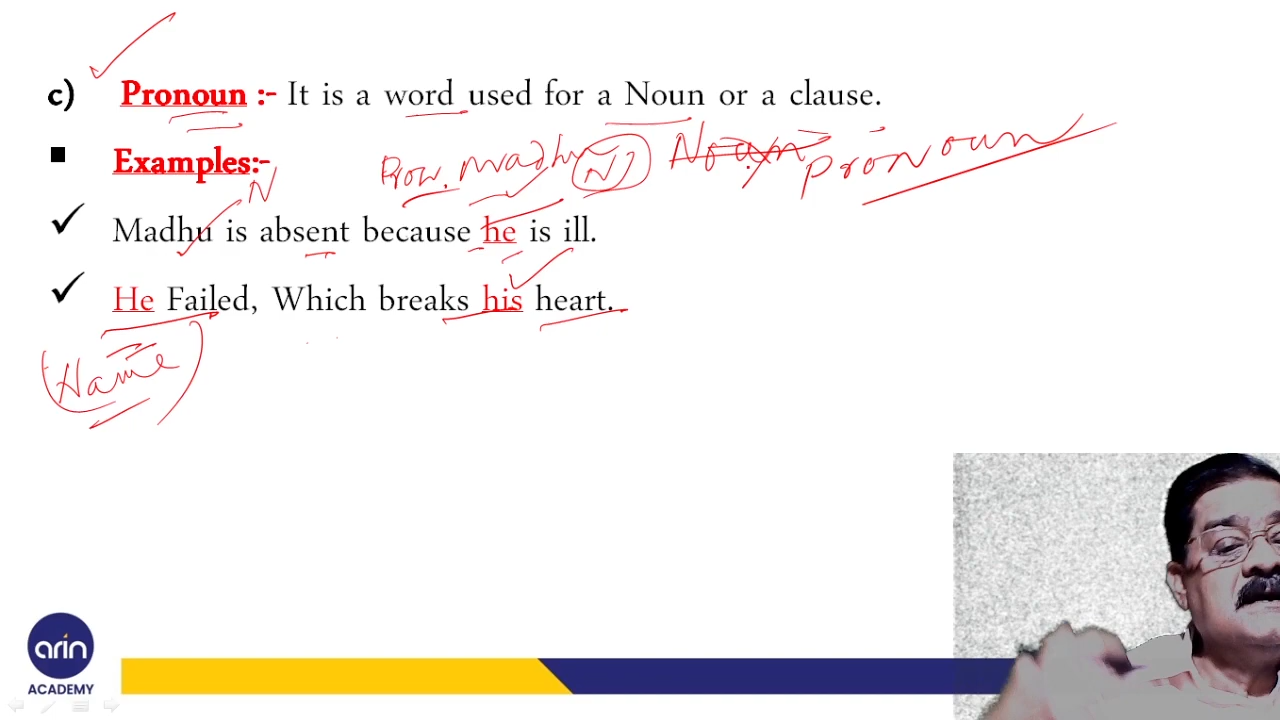 c) Pronoun :- It is a word used for a Noun or a clause.
Examples:-
Pron. Madhu N Noun Pronoun
N
Madhu is absent because he is ill.
He Failed, Which breaks his heart.
Name
arin
ACADEMY